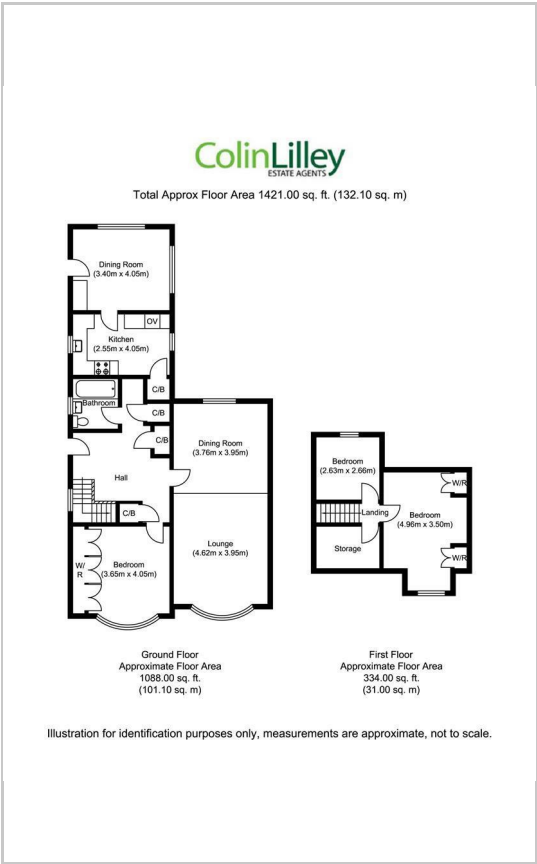 ColinLilley
ESTATE AGENTS
Total Approx Floor Area 1421.00 sq. ft. (132.10 sq. m)
Dining Room
(3.40m x 4.05m)
OV
Kitchen
(2.55m x 4.05m)
C/B
Bathroom
C/B
C/B
Dining Room
(3.76m x 3.95m)
Hall
C/B
Lounge
(4.62m x 3.95m)
W/
R
Bedroom
(3.65m x 4.05m)
Bedroom
(2.63m x 2.66m)
W/R
Landing
Bedroom
(4.96m x 3.50m)
Storage
W/R
Ground Floor
Approximate Floor Area
1088.00 sq. ft.
(101.10 sq. m)
First Floor
Approximate Floor Area
334.00 sq. ft.
(31.00 sq. m)
Illustration for identification purposes only, measurements are approximate, not to scale.